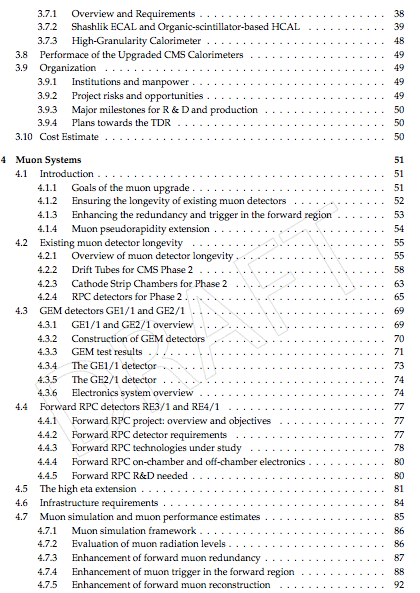 3.7.1 Overview and Requirements . . . . . . . . . . . . . . . . . . . . . . 38
3.7.2 Shashlik ECAL and Organic-scintillator-based HCAL . . . . . . . . 39
3.7.3 High-Granularity Calorimeter . . . . . . . . . . . . . . . . . . . . 48
3.8 Performace of the Upgraded CMS Calorimeters . . . . . . . . . . . . . . 49
3.9 Organization . . . . . . . . . . . . . . . . . . . . . . . . . . . . . . 49
3.9.1 Institutions and manpower . . . . . . . . . . . . . . . . . . . . . . 49
3.9.2 Project risks and opportunities . . . . . . . . . . . . . . . . . . . 49
3.9.3 Major milestones for R & D and production . . . . . . . . . . . . . . 50
3.9.4 Plans towards the TDR . . . . . . . . . . . . . . . . . . . . . . . . 50
3.10 Cost Estimate . . . . . . . . . . . . . . . . . . . . . . . . . . . . . 50
4 Muon Systems 51
4.1 Introduction . . . . . . . . . . . . . . . . . . . . . . . . . . . . . . 51
4.1.1 Goals of the muon upgrade . . . . . . . . . . . . . . . . . . . . . . 51
4.1.2 Ensuring the longevity of existing muon detectors . . . . . . . . . . 52
4.1.3 Enhancing the redundancy and trigger in the forward region . . . . . 53
4.1.4 Muon pseudorapidity extension . . . . . . . . . . . . . . . . . . . . 54
4.2 Existing muon detector longevity . . . . . . . . . . . . . . . . . . . . 55
4.2.1 Overview of muon detector longevity . . . . . . . . . . . . . . . . . 55
4.2.2 Drift Tubes for CMS Phase 2 . . . . . . . . . . . . . . . . . . . . . 58
4.2.3 Cathode Strip Chambers for Phase 2 . . . . . . . . . . . . . . . . . 63
4.2.4 RPC detectors for Phase 2 . . . . . . . . . . . . . . . . . . . . . . 65
4.3 GEM detectors GE1/1 and GE2/1 . . . . . . . . . . . . . . . . . . . . . 69
4.3.1 GE1/1 and GE2/1 overview . . . . . . . . . . . . . . . . . . . . . . 69
4.3.2 Construction of GEM detectors . . . . . . . . . . . . . . . . . . . . 70
4.3.3 GEM test results . . . . . . . . . . . . . . . . . . . . . . . . . . 71
4.3.4 The GE1/1 detector . . . . . . . . . . . . . . . . . . . . . . . . . 73
4.3.5 The GE2/1 detector . . . . . . . . . . . . . . . . . . . . . . . . . 74
4.3.6 Electronics system overview . . . . . . . . . . . . . . . . . . . . . 74
4.4 Forward RPC detectors RE3/1 and RE4/1 . . . . . . . . . . . . . . . . . 77
4.4.1 Forward RPC project: overview and objectives . . . . . . . . . . . . 77
4.4.2 Forward RPC detector requirements . . . . . . . . . . . . . . . . . . 77
4.4.3 Forward RPC technologies under study . . . . . . . . . . . . . . . . 78
4.4.4 Forward RPC on-chamber and off-chamber electronics . . . . . . . . . 80
4.4.5 Forward RPC R&D needed . . . . . . . . . . . . . . . . . . . . . . . 80
4.5 The high eta extension . . . . . . . . . . . . . . . . . . . . . . . . . 81
4.6 Infrastructure requirements . . . . . . . . . . . . . . . . . . . . . . 84
4.7 Muon simulation and muon performance estimates . . . . . . . . . . . . . 85
4.7.1 Muon simulation framework . . . . . . . . . . . . . . . . . . . . . . 86
4.7.2 Evaluation of muon radiation levels . . . . . . . . . . . . . . . . . 86
4.7.3 Enhancement of forward muon redundancy . . . . . . . . . . . . . . . 87
4.7.4 Enhancement of muon trigger in the forward region . . . . . . . . . . 88
4.7.5 Enhancement of forward muon reconstruction . . . . . . . . . . . . . 92
DRAFT